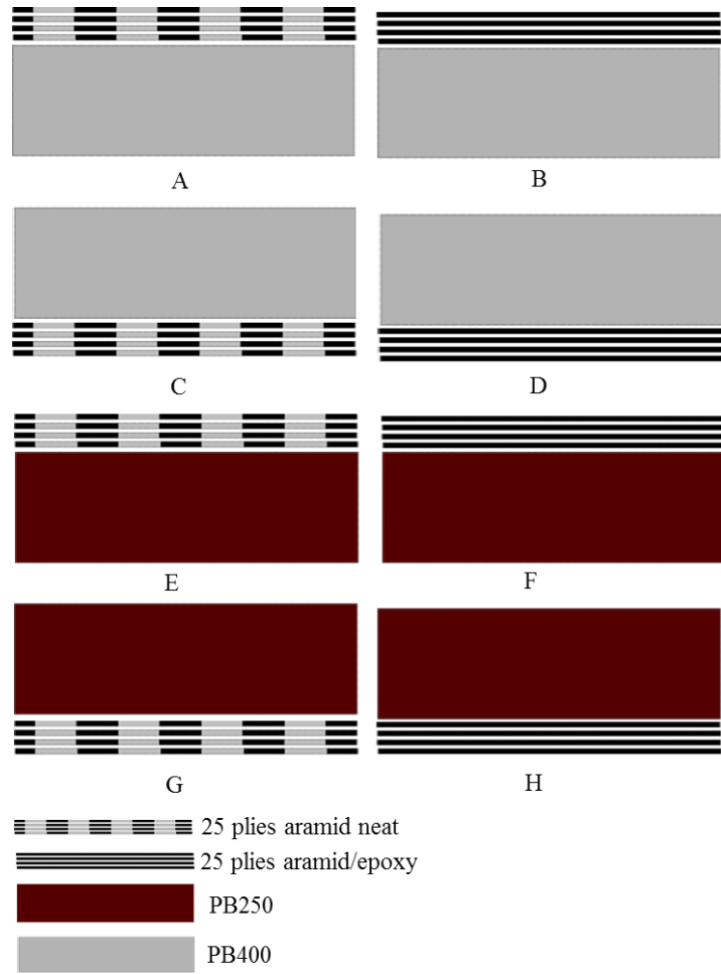 A
B
C
D
E
F
G
H
25 plies aramid neat
25 plies aramid/epoxy
PB250
PB400